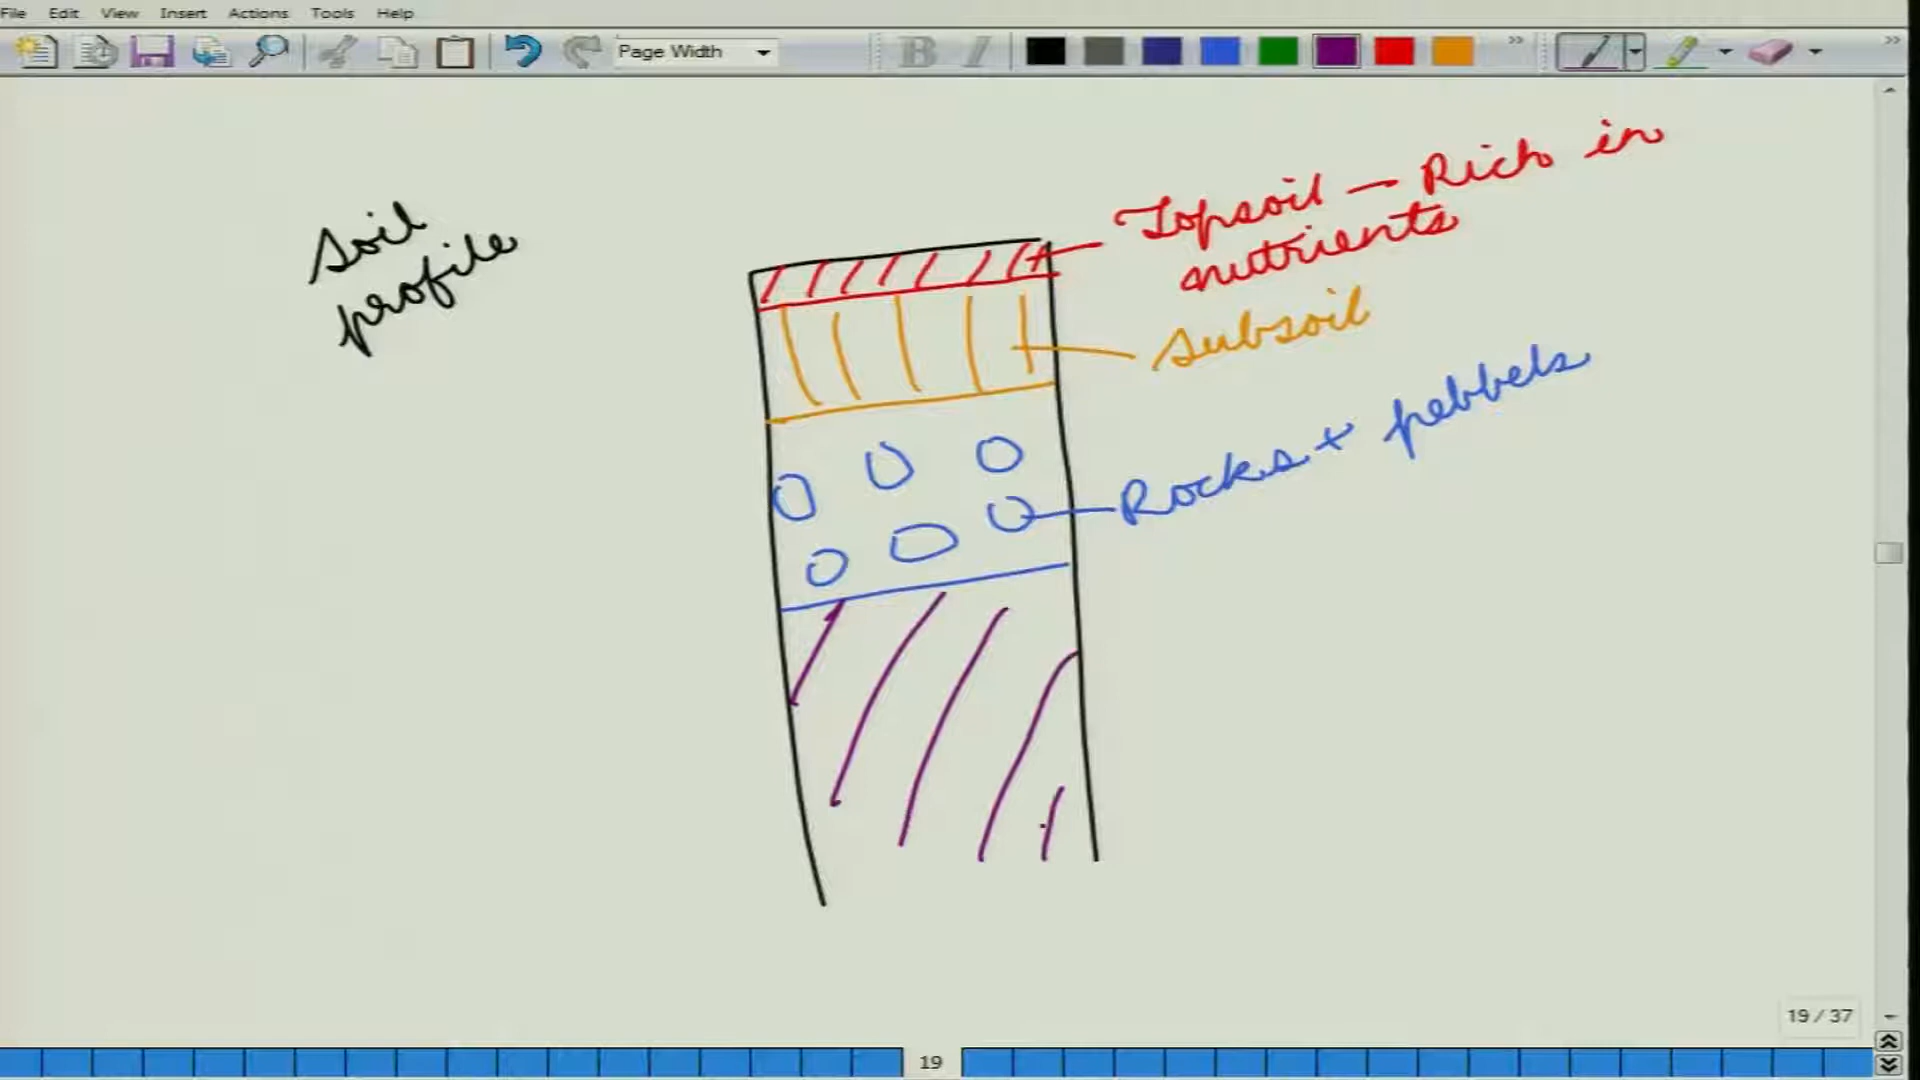 File Edit View Insert Actions Tools Help
Page Width
B I
Soil
profile
Topsoil — Rich in
nutrients
Subsoil
Rocks + pebbels
19 / 37
19